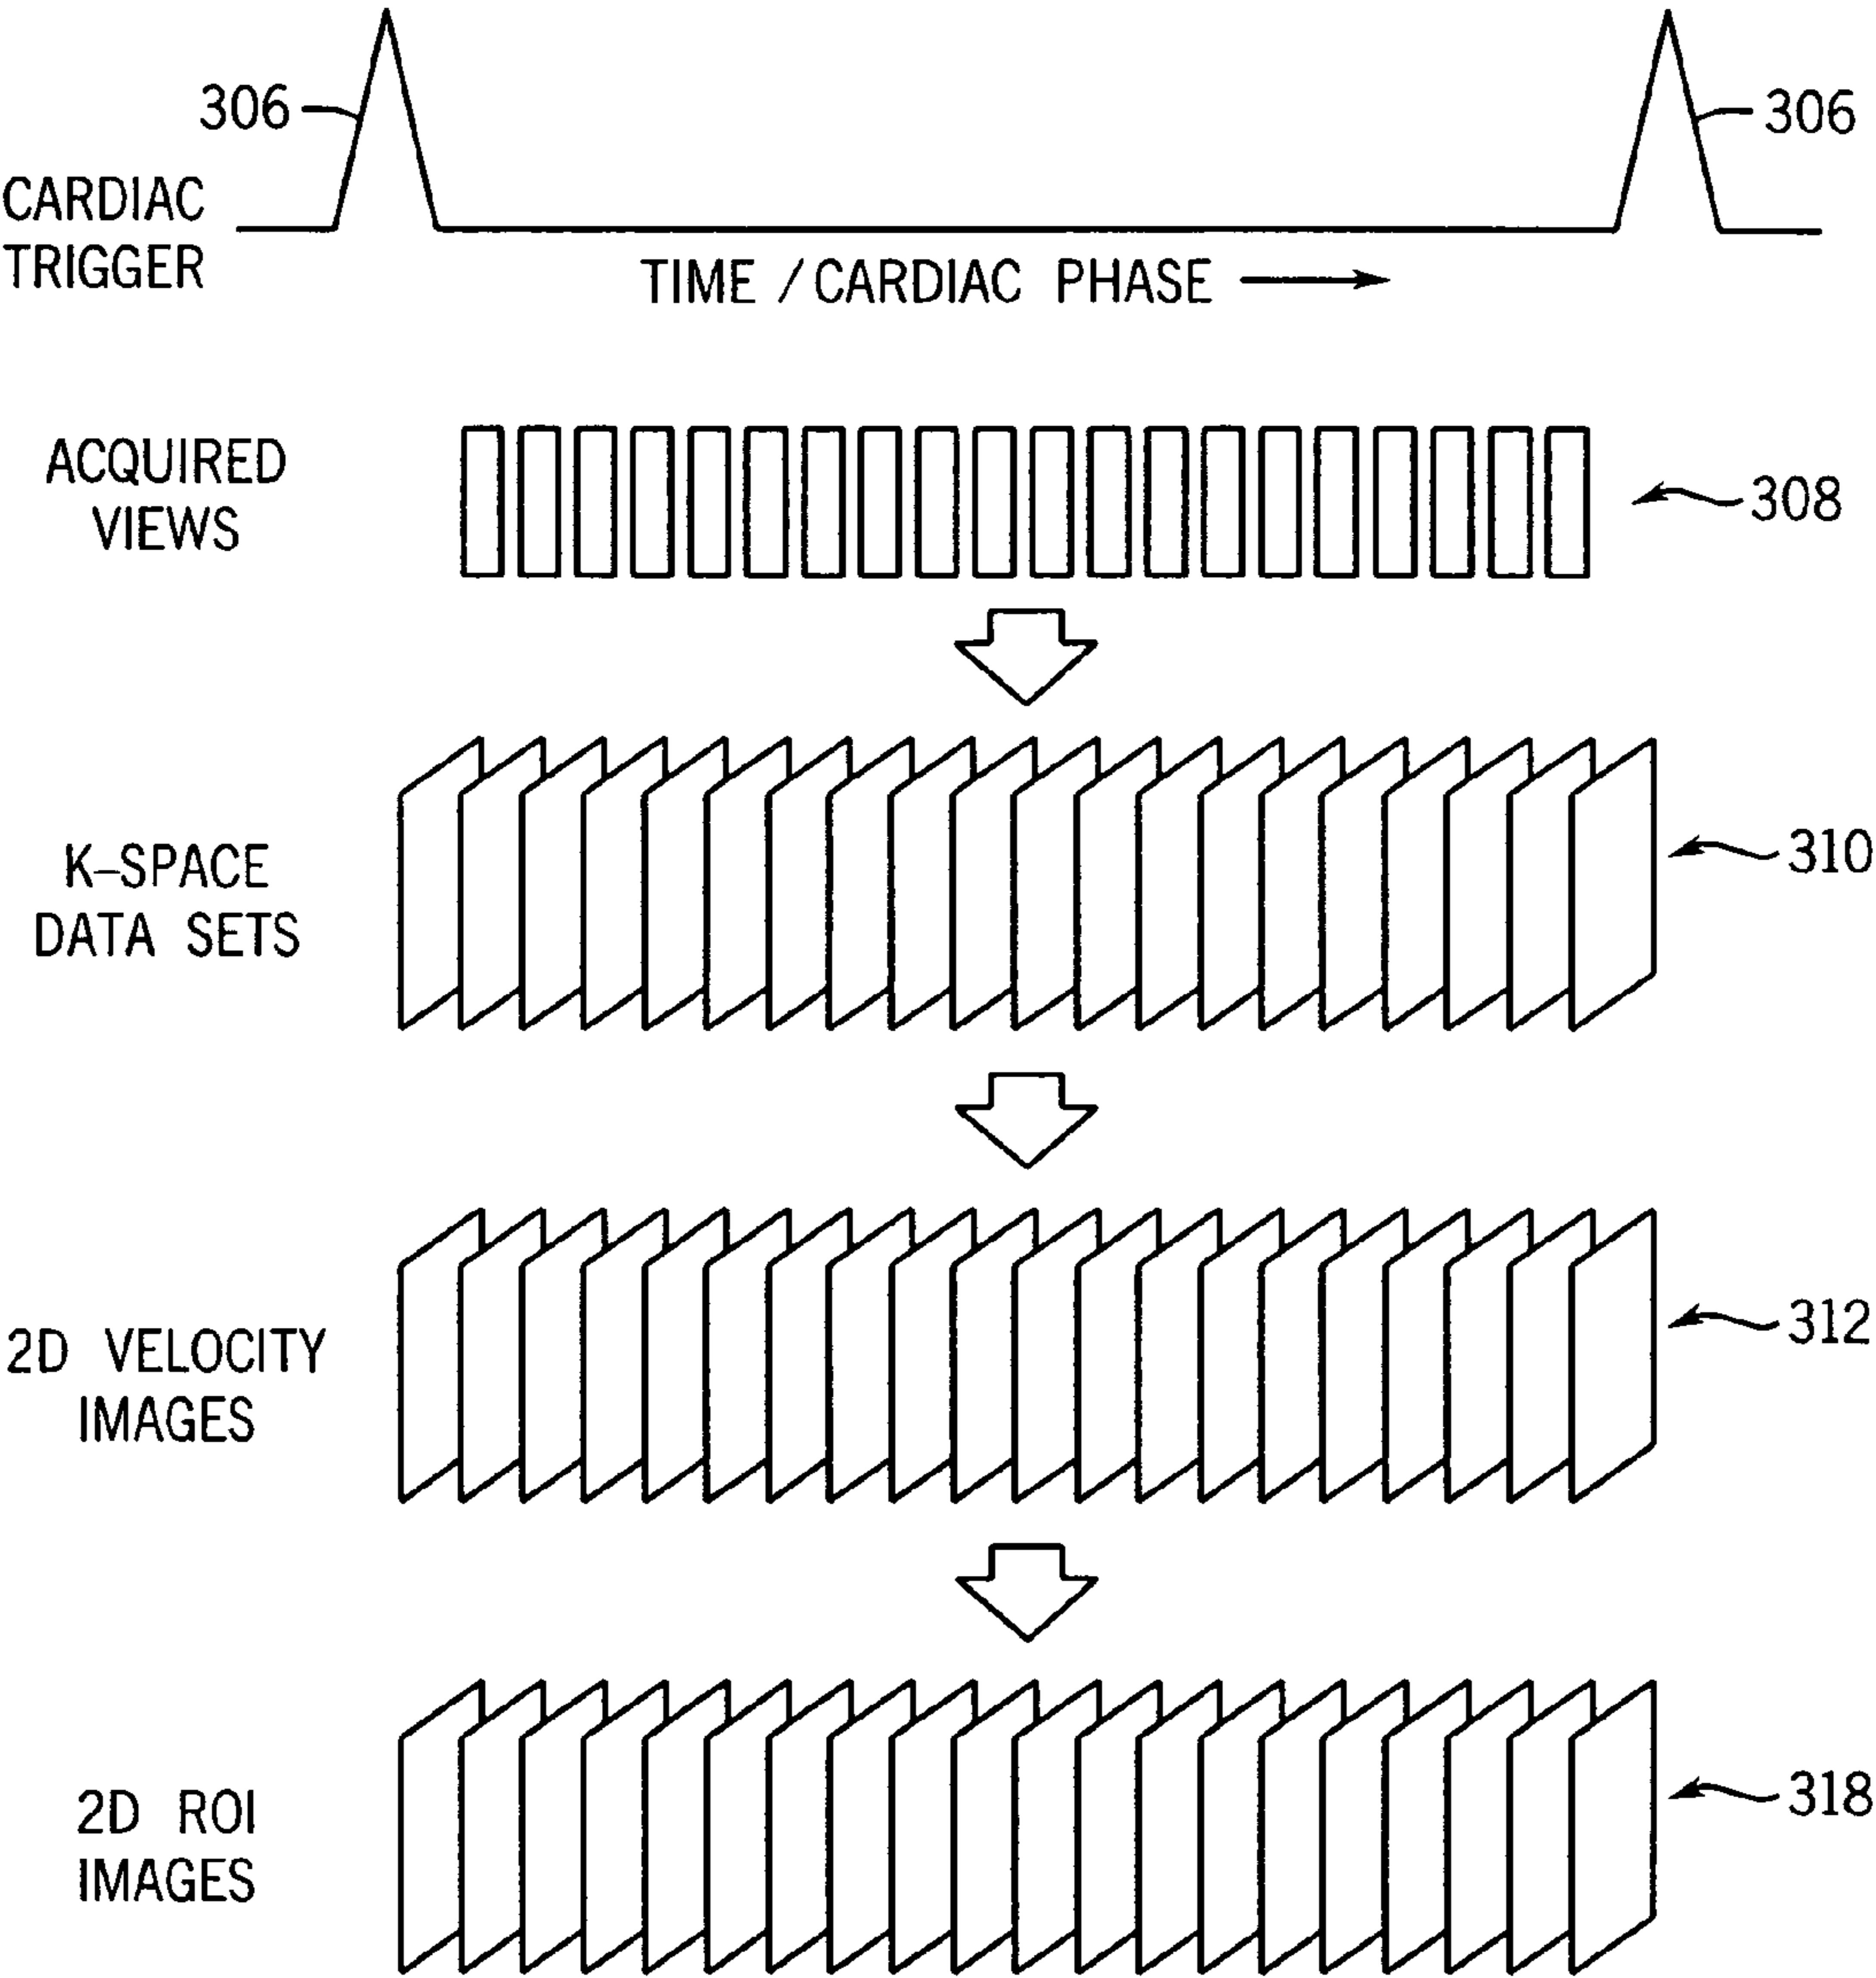 306
306
CARDIAC
TRIGGER
TIME / CARDIAC PHASE
ACQUIRED
VIEWS
308
K-SPACE
DATA SETS
310
2D VELOCITY
IMAGES
312
2D ROI
IMAGES
318